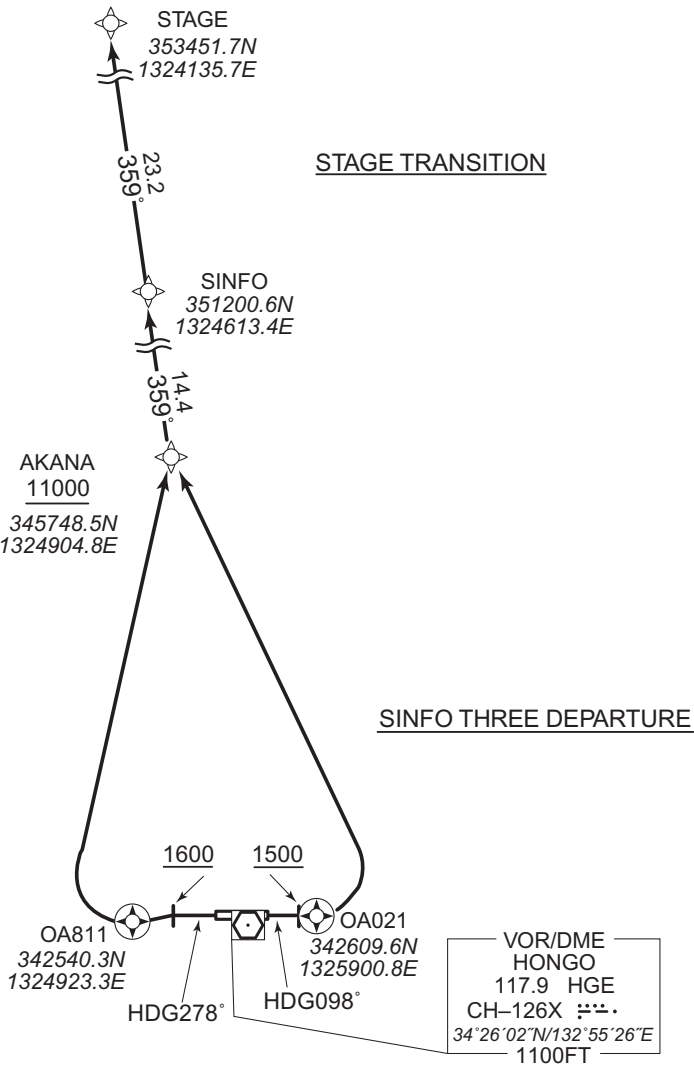 STAGE
353451.7N
1324135.7E
STAGE TRANSITION
23.2
359°
SINFO
351200.6N
1324613.4E
14.4
359°
AKANA
11000
345748.5N
1324904.8E
SINFO THREE DEPARTURE
1600
1500
OA811
342540.3N
1324923.3E
OA021
342609.6N
1325900.8E
HDG278°
HDG098°
VOR/DME
HONGO
117.9 HGE
CH–126X
34°26´02˝N/132°55´26˝E
1100FT